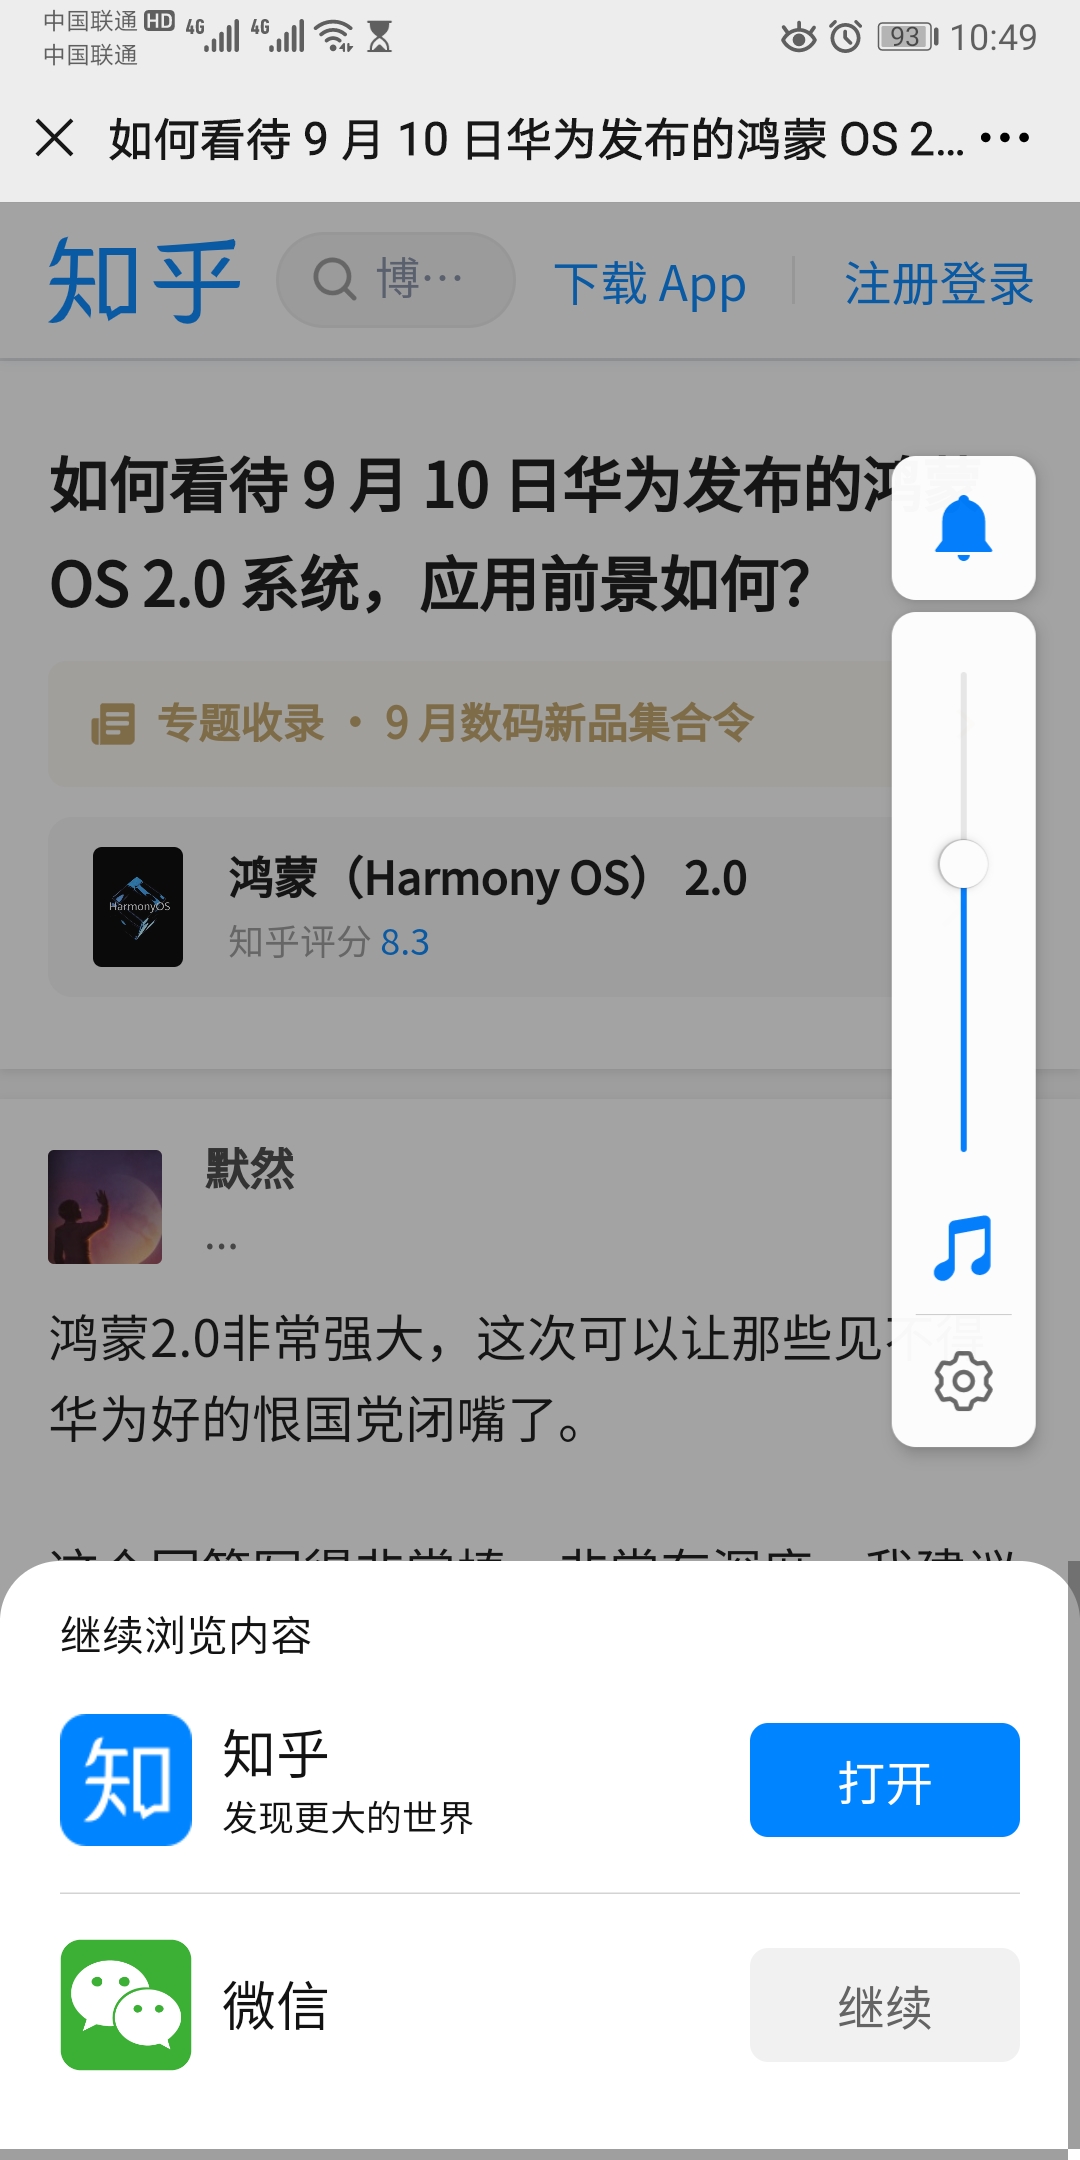 中国联通 HD 4G 4G 93 10:49
中国联通
如何看待 9 月 10 日华为发布的鸿蒙 OS 2...
知乎 博… 下载 App 注册登录
如何看待 9 月 10 日华为发布的鸿蒙
OS 2.0 系统，应用前景如何？
专题收录 · 9 月数码新品集合令
HarmonyOS
鸿蒙（Harmony OS） 2.0
知乎评分 8.3
默然
...
鸿蒙2.0非常强大，这次可以让那些见不得
华为好的恨国党闭嘴了。
继续浏览内容
知 知乎 打开
发现更大的世界
微信 继续